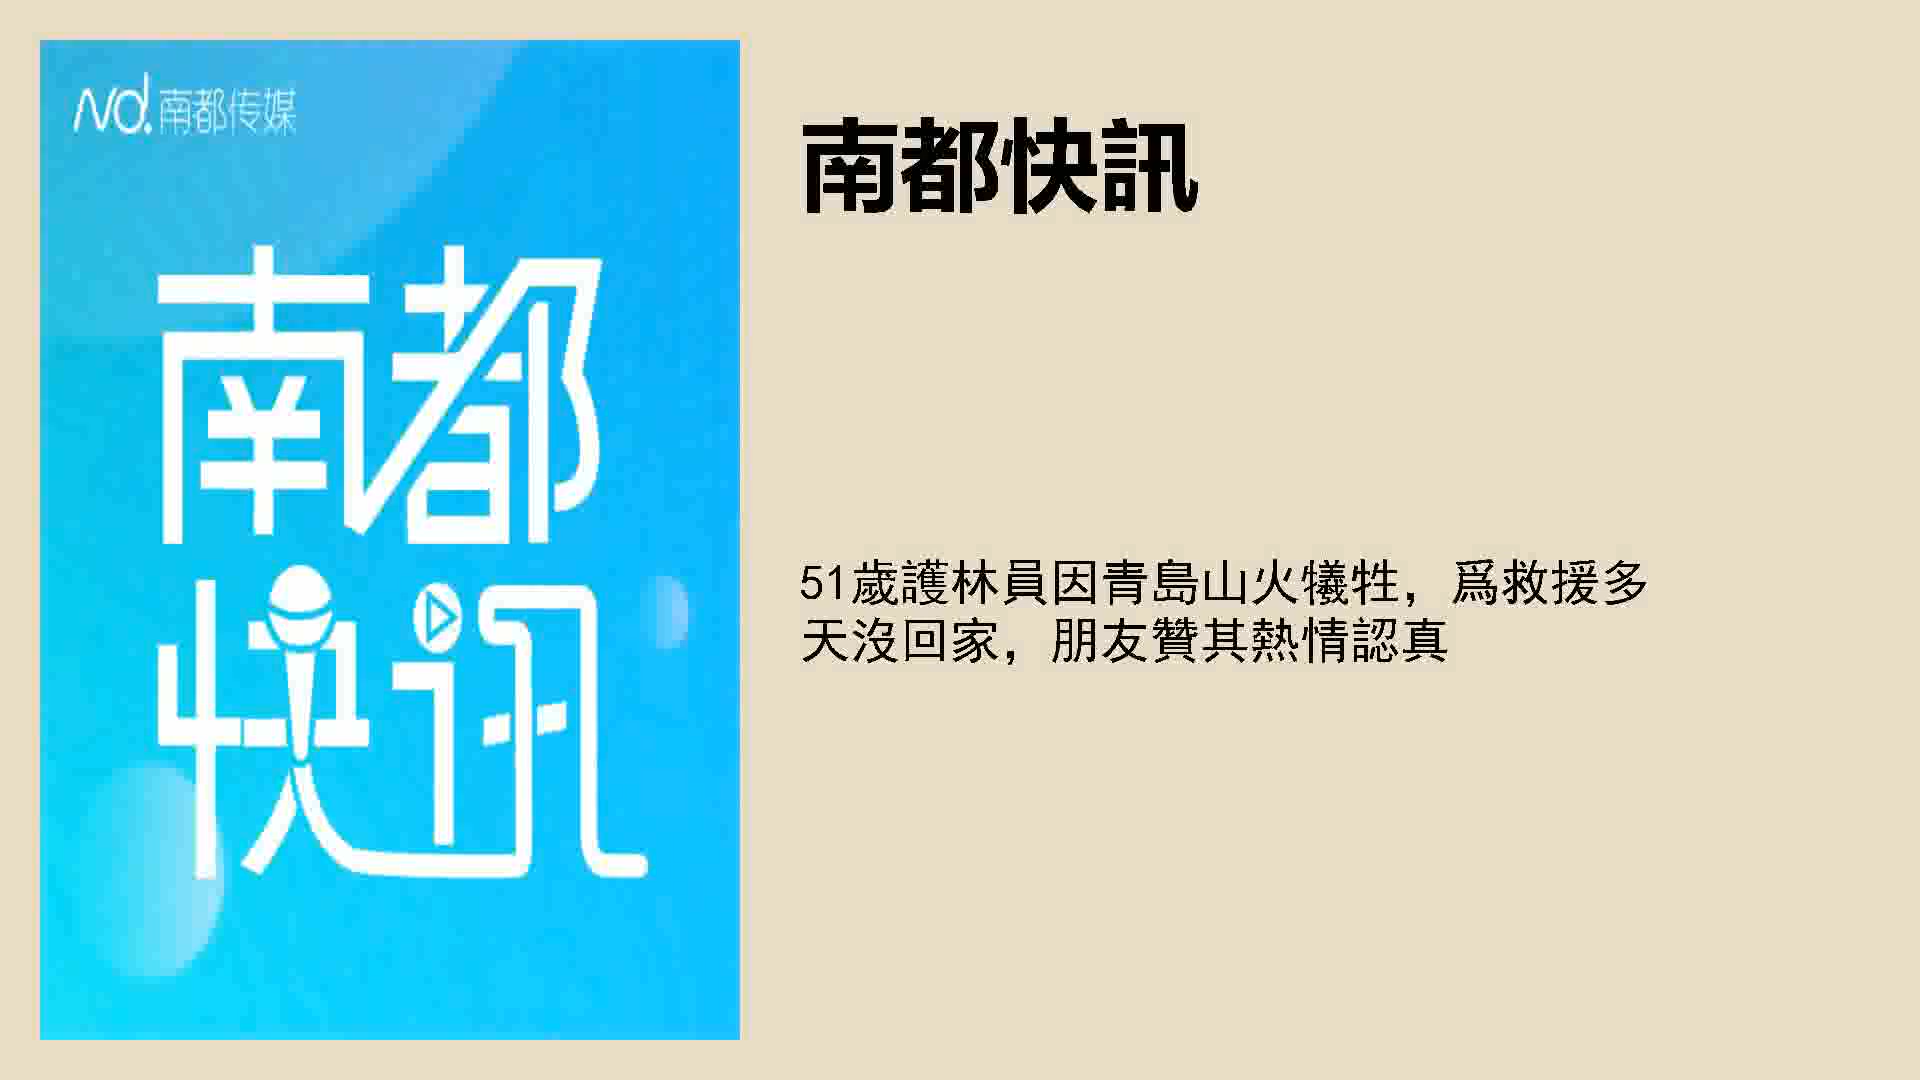 Nd.南都传媒
南都
快讯
南都快訊
51歲護林員因青島山火犧牲，爲救援多
天沒回家，朋友贊其熱情認真